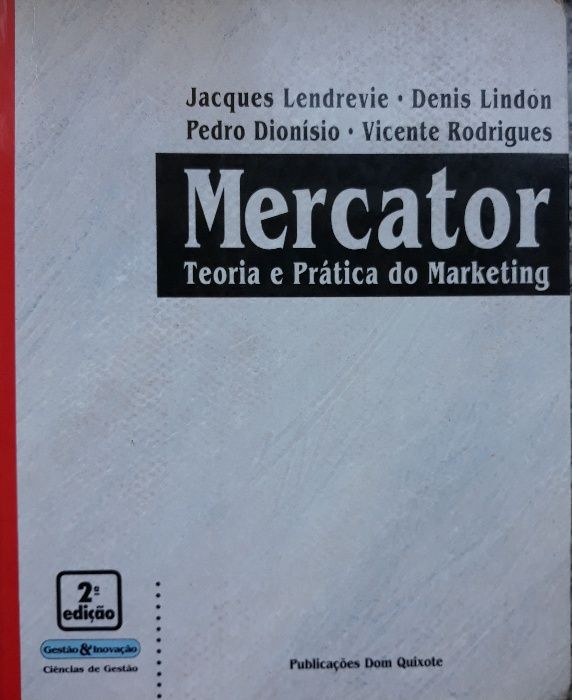 Jacques Lendrevie • Denis Lindon
Pedro Dionísio • Vicente Rodrigues
Mercator
Teoria e Prática do Marketing
2ª
edição
Gestão & Inovação
Ciências de Gestão
Publicações Dom Quixote